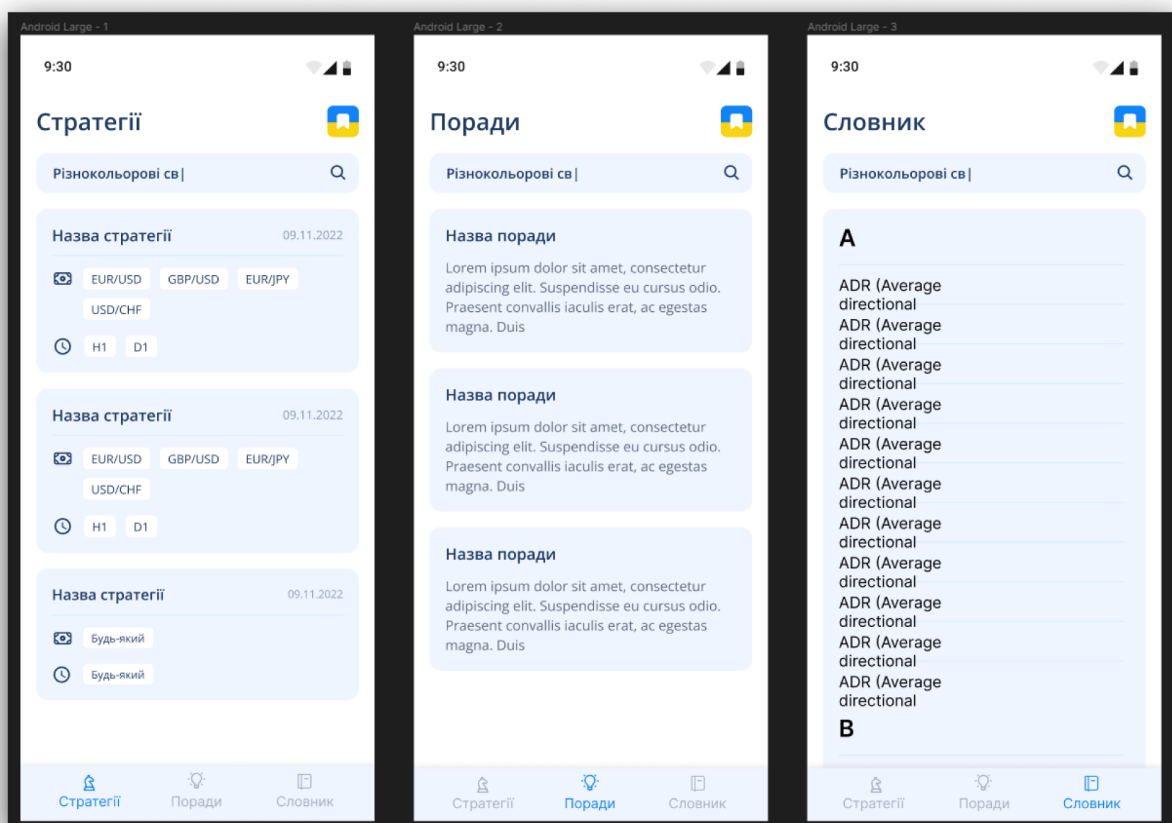 Android Large - 1
9:30
Стратегії
Різнокольорові св|
Назва стратегії 09.11.2022
EUR/USD GBP/USD EUR/JPY
USD/CHF
H1 D1
Назва стратегії 09.11.2022
EUR/USD GBP/USD EUR/JPY
USD/CHF
H1 D1
Назва стратегії 09.11.2022
Будь-який
Будь-який
Стратегії Поради Словник
Android Large - 2
9:30
Поради
Різнокольорові св|
Назва поради
Lorem ipsum dolor sit amet, consectetur
adipiscing elit. Suspendisse eu cursus odio.
Praesent convallis iaculis erat, ac egestas
magna. Duis
Назва поради
Lorem ipsum dolor sit amet, consectetur
adipiscing elit. Suspendisse eu cursus odio.
Praesent convallis iaculis erat, ac egestas
magna. Duis
Назва поради
Lorem ipsum dolor sit amet, consectetur
adipiscing elit. Suspendisse eu cursus odio.
Praesent convallis iaculis erat, ac egestas
magna. Duis
Стратегії Поради Словник
Android Large - 3
9:30
Словник
Різнокольорові св|
A
ADR (Average
directional
ADR (Average
directional
ADR (Average
directional
ADR (Average
directional
ADR (Average
directional
ADR (Average
directional
ADR (Average
directional
ADR (Average
directional
ADR (Average
directional
ADR (Average
directional
ADR (Average
directional
B
Стратегії Поради Словник